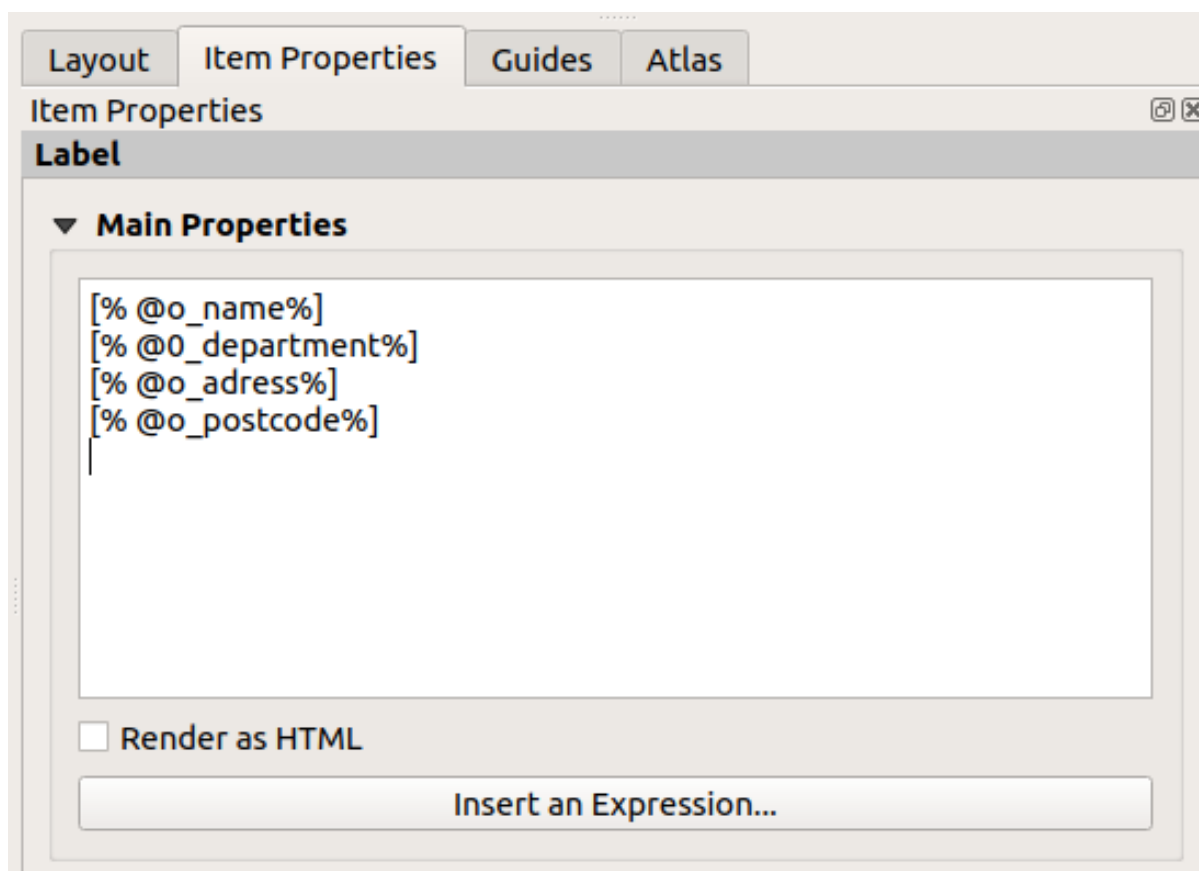 Layout Item Properties Guides Atlas
Item Properties
Label
Main Properties
[% @o_name%]
[% @0_department%]
[% @o_adress%]
[% @o_postcode%]
Render as HTML
Insert an Expression...